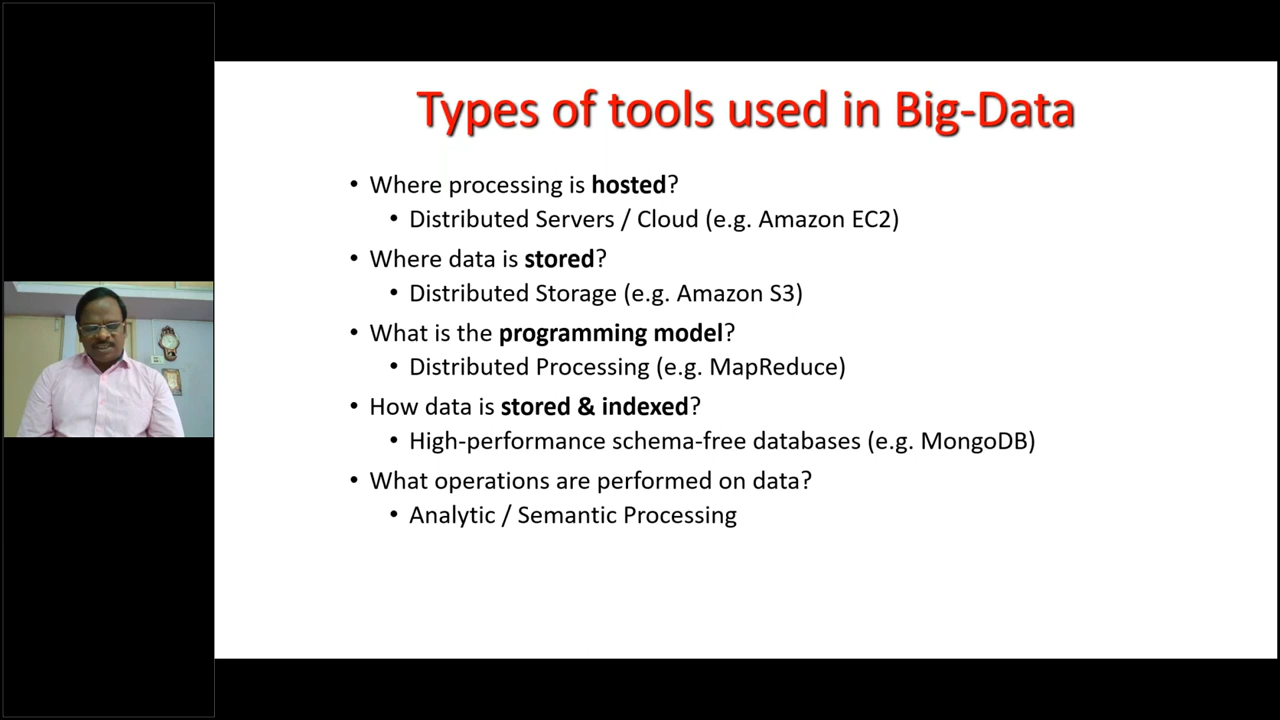 Types of tools used in Big-Data
• Where processing is hosted?
• Distributed Servers / Cloud (e.g. Amazon EC2)
• Where data is stored?
• Distributed Storage (e.g. Amazon S3)
• What is the programming model?
• Distributed Processing (e.g. MapReduce)
• How data is stored & indexed?
• High-performance schema-free databases (e.g. MongoDB)
• What operations are performed on data?
• Analytic / Semantic Processing